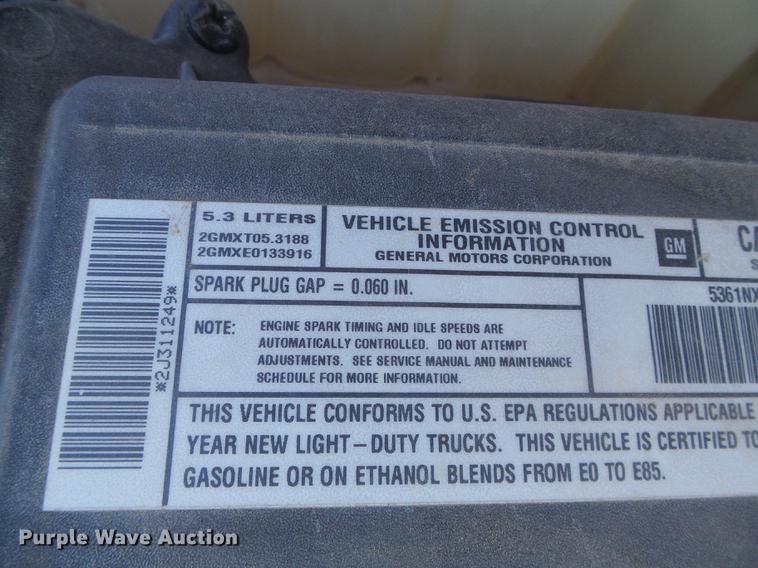 *2J311249*
5.3 LITERS
2GMXT05.3188
2GMXE0133916
VEHICLE EMISSION CONTROL
INFORMATION
GENERAL MOTORS CORPORATION
GM
CA
S
SPARK PLUG GAP = 0.060 IN.
5361NX
NOTE: ENGINE SPARK TIMING AND IDLE SPEEDS ARE
AUTOMATICALLY CONTROLLED. DO NOT ATTEMPT
ADJUSTMENTS. SEE SERVICE MANUAL AND MAINTENANCE
SCHEDULE FOR MORE INFORMATION.
THIS VEHICLE CONFORMS TO U.S. EPA REGULATIONS APPLICABLE
YEAR NEW LIGHT-DUTY TRUCKS. THIS VEHICLE IS CERTIFIED TO
GASOLINE OR ON ETHANOL BLENDS FROM E0 TO E85.
Purple Wave Auction